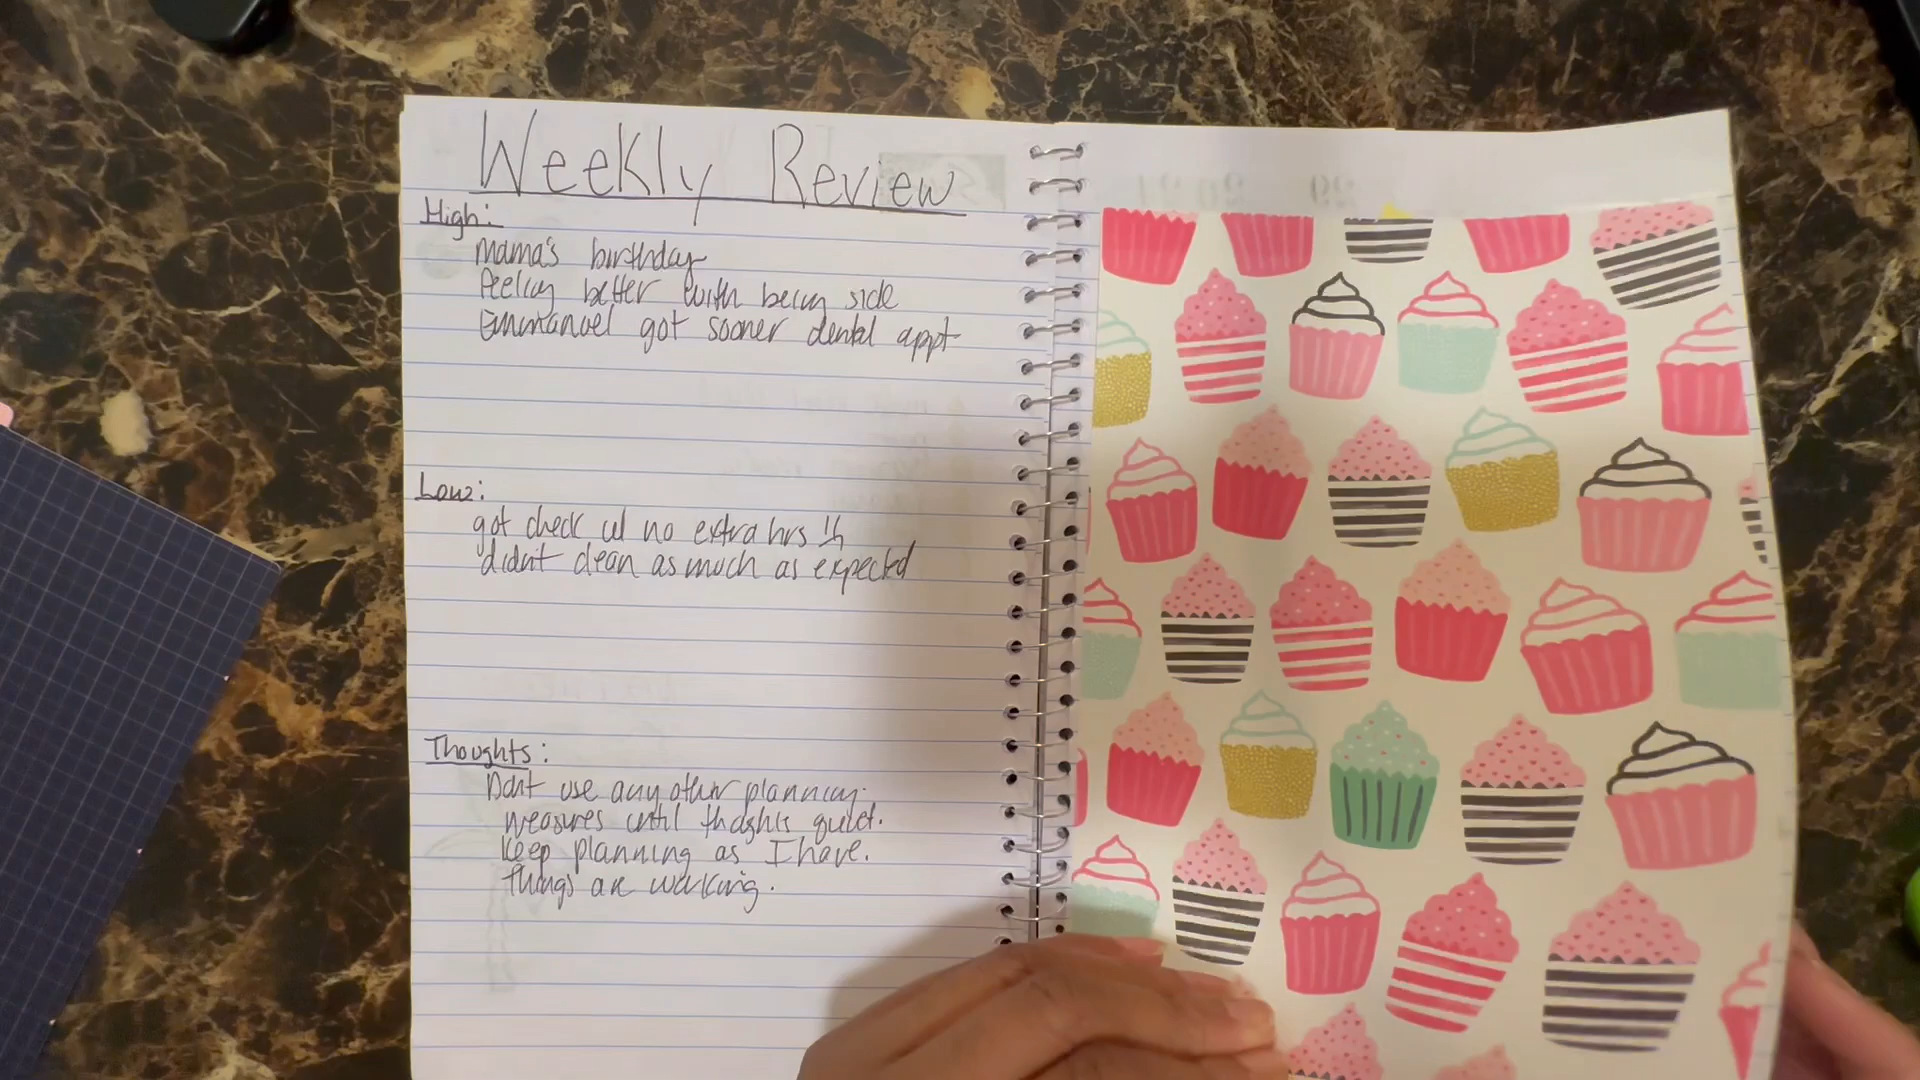 Weekly Review
High:
mama's birthday
Feeling better with being sick
Emmanuel got sooner dental appt
Low:
got check w/ no extra hrs
didn't clean as much as expected
Thoughts:
Dont use any other planning
measures until thoughts quiet.
Keep planning as I have.
Things are working.